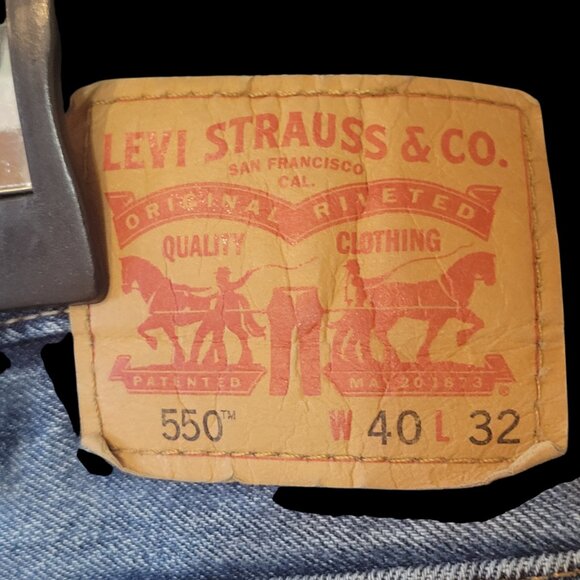 LEVI STRAUSS & CO.
SAN FRANCISCO
CAL.
ORIGINAL RIVETED
QUALITY CLOTHING
PATENTED MAY 20 1873 ®
550™ W 40 L 32